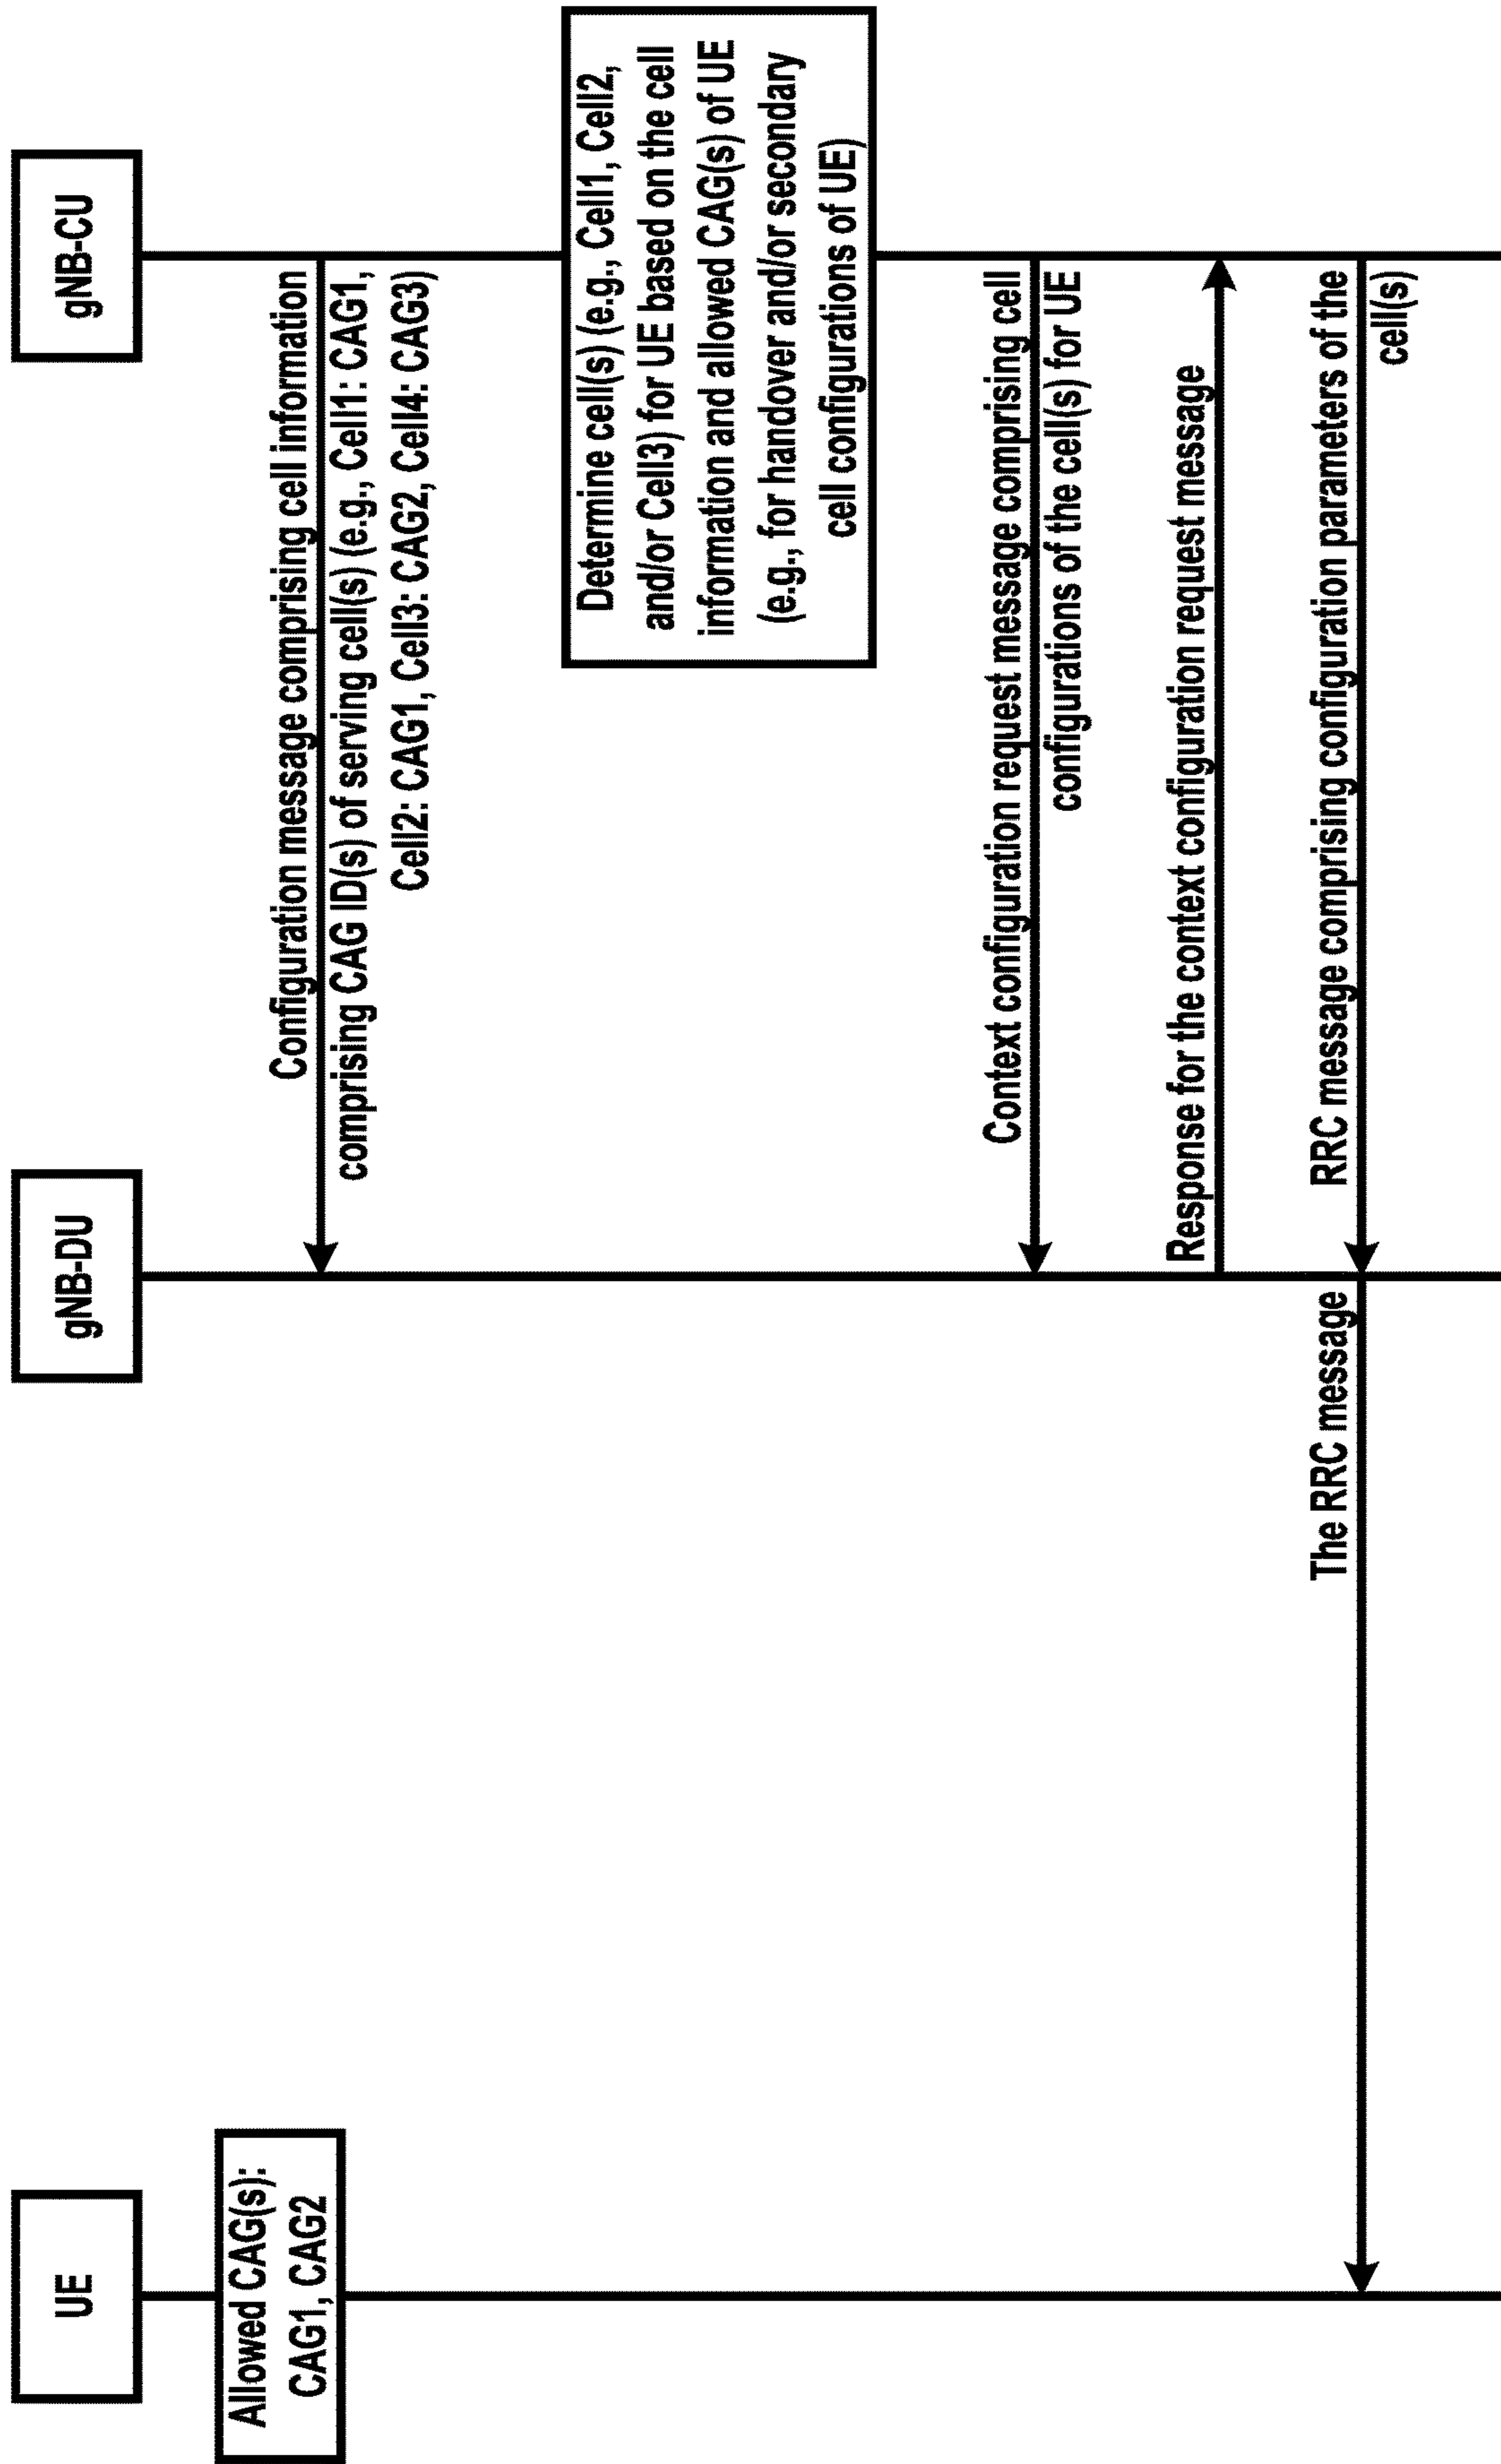 UE
gNB-DU
gNB-CU
Allowed CAG(s):
CAG1, CAG2
Configuration message comprising cell information
comprising CAG ID(s) of serving cell(s) (e.g., Cell1: CAG1,
Cell2: CAG1, Cell3: CAG2, Cell4: CAG3)
Determine cell(s) (e.g., Cell1, Cell2,
and/or Cell3) for UE based on the cell
information and allowed CAG(s) of UE
(e.g., for handover and/or secondary
cell configurations of UE)
Context configuration request message comprising cell
configurations of the cell(s) for UE
Response for the context configuration request message
RRC message comprising configuration parameters of the
cell(s)
The RRC message